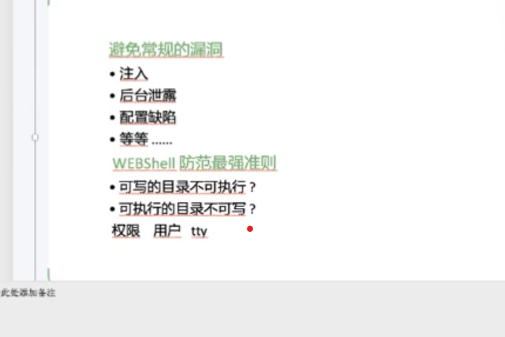 避免常规的漏洞
• 注入
• 后台泄露
• 配置缺陷
• 等等 ......
WEBShell 防范最强准则
• 可写的目录不可执行？
• 可执行的目录不可写？
权限 用户 tty
此处添加备注